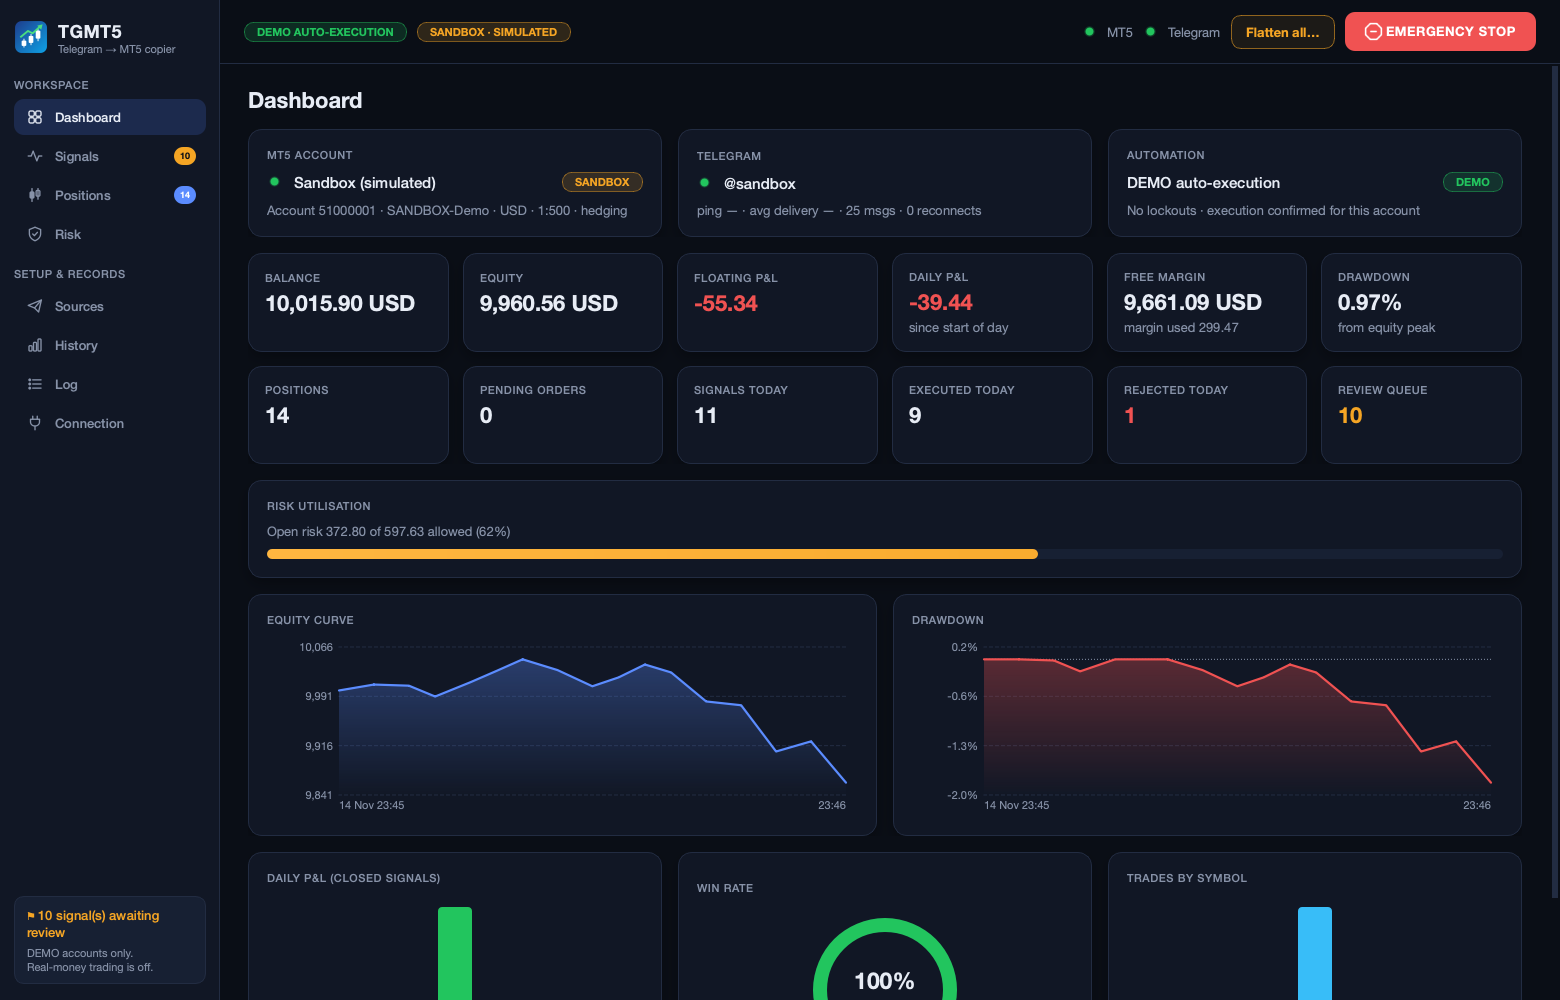 TGMT5
Telegram → MT5 copier
WORKSPACE
Dashboard
Signals
10
Positions
14
Risk
SETUP & RECORDS
Sources
History
Log
Connection
10 signal(s) awaiting
review
DEMO accounts only.
Real-money trading is off.
DEMO AUTO-EXECUTION
SANDBOX · SIMULATED
MT5
Telegram
Flatten all...
EMERGENCY STOP
Dashboard
MT5 ACCOUNT
Sandbox (simulated)
SANDBOX
Account 51000001 · SANDBOX-Demo · USD · 1:500 · hedging
TELEGRAM
@sandbox
ping — · avg delivery — · 25 msgs · 0 reconnects
AUTOMATION
DEMO auto-execution
DEMO
No lockouts · execution confirmed for this account
BALANCE
10,015.90 USD
EQUITY
9,960.56 USD
FLOATING P&L
-55.34
DAILY P&L
-39.44
since start of day
FREE MARGIN
9,661.09 USD
margin used 299.47
DRAWDOWN
0.97%
from equity peak
POSITIONS
14
PENDING ORDERS
0
SIGNALS TODAY
11
EXECUTED TODAY
9
REJECTED TODAY
1
REVIEW QUEUE
10
RISK UTILISATION
Open risk 372.80 of 597.63 allowed (62%)
EQUITY CURVE
10,066
9,991
9,916
9,841
14 Nov 23:45
23:46
DRAWDOWN
0.2%
-0.6%
-1.3%
-2.0%
14 Nov 23:45
23:46
DAILY P&L (CLOSED SIGNALS)
WIN RATE
100%
TRADES BY SYMBOL